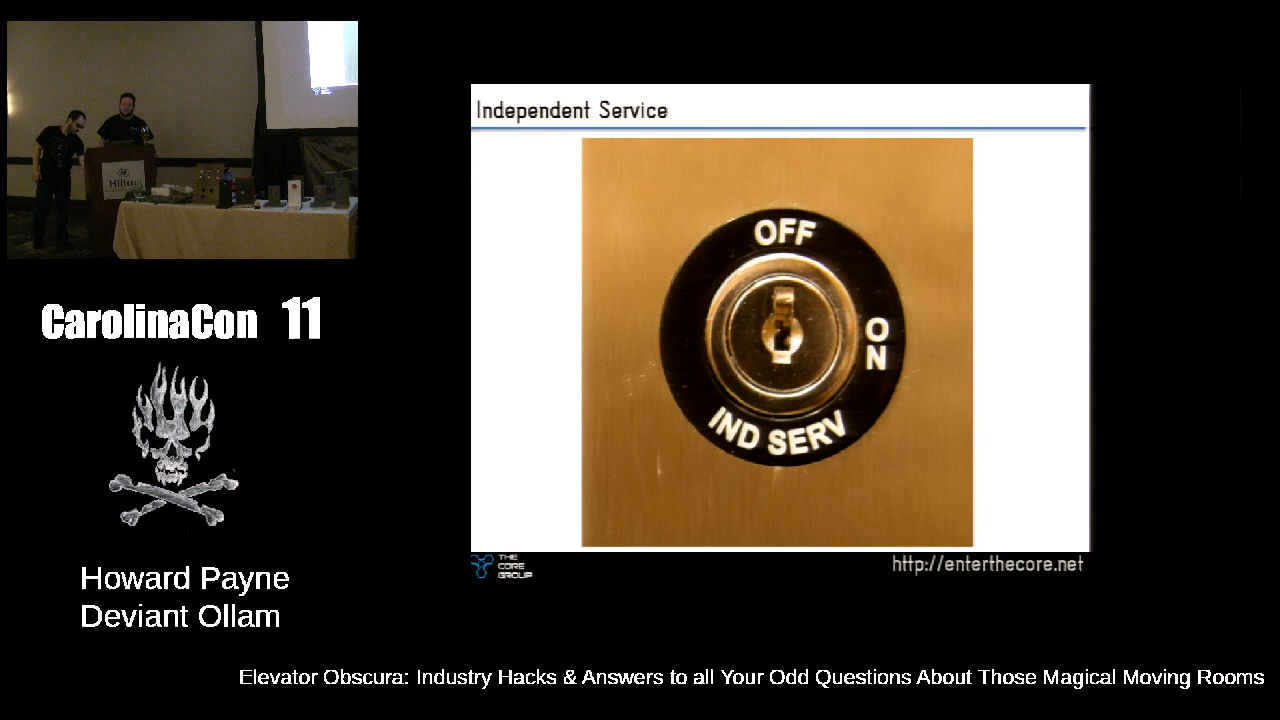 Hilton
CarolinaCon 11
Howard Payne
Deviant Ollam
Independent Service
OFF
ON
IND SERV
THE
CORE
GROUP
http://enterthecore.net
Elevator Obscura: Industry Hacks & Answers to all Your Odd Questions About Those Magical Moving Rooms